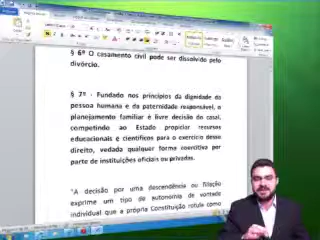 § 6º O casamento civil pode ser dissolvido pelo
divórcio.
§ 7º - Fundado nos princípios da dignidade da
pessoa humana e da paternidade responsável, o
planejamento familiar é livre decisão do casal,
competindo ao Estado propiciar recursos
educacionais e científicos para o exercício desse
direito, vedada qualquer forma coercitiva por
parte de instituições oficiais ou privadas.
"A decisão por uma descendência ou filiação
exprime um tipo de autonomia de vontade
individual que a própria Constituição rotula como